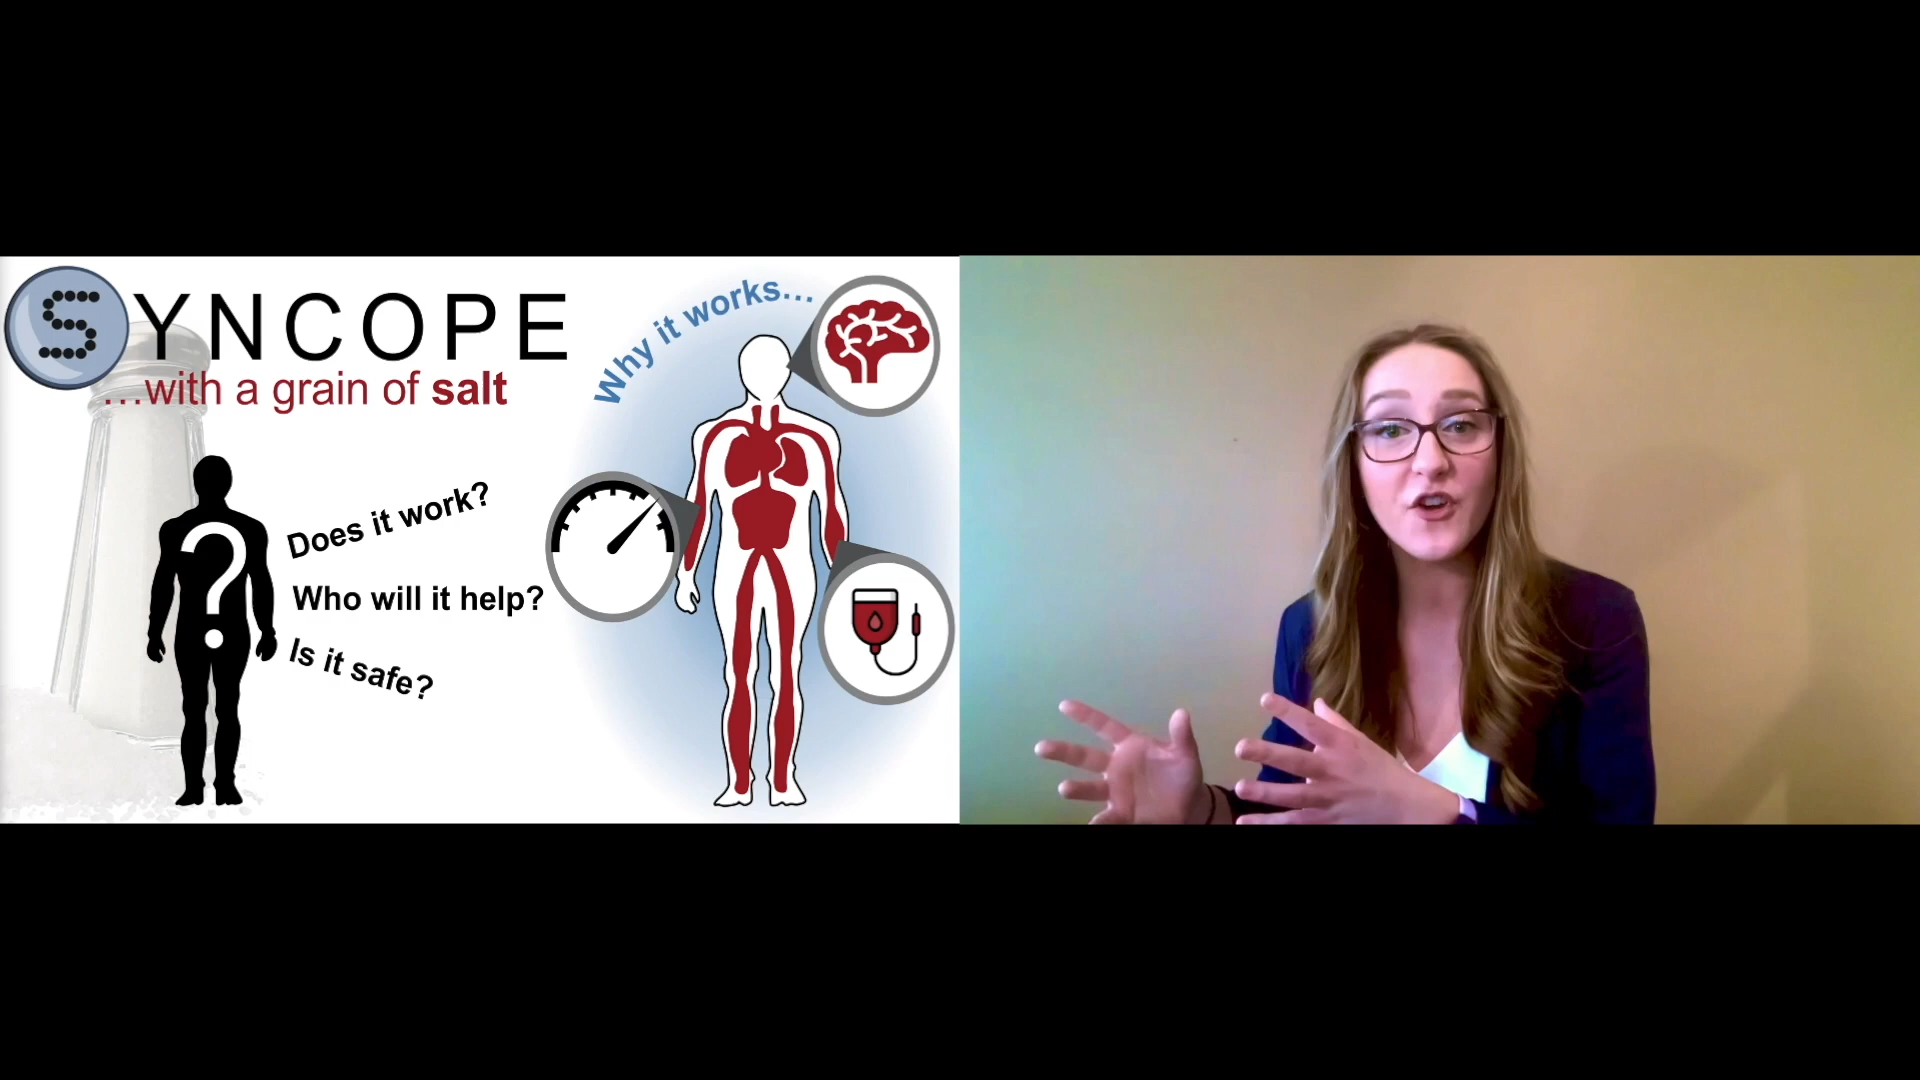 SYNCOPE
...with a grain of salt
Does it work?
Who will it help?
Is it safe?
Why it works...